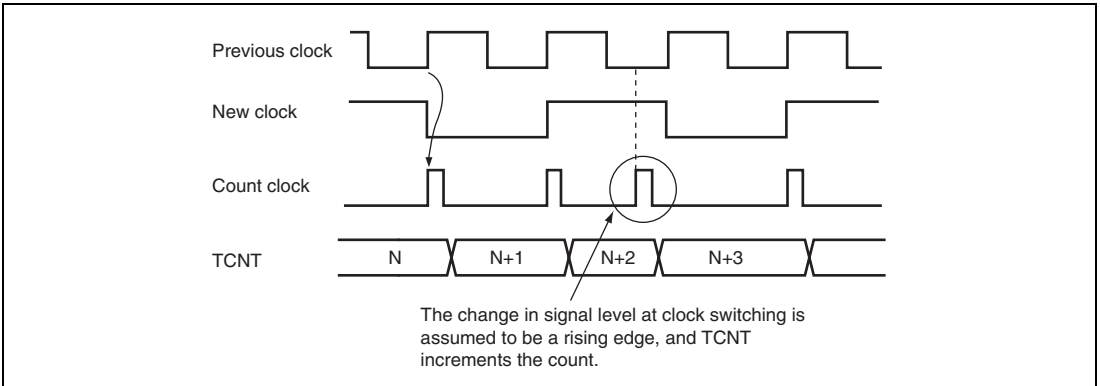 Previous clock
New clock
Count clock
TCNT N N+1 N+2 N+3
The change in signal level at clock switching is
assumed to be a rising edge, and TCNT
increments the count.